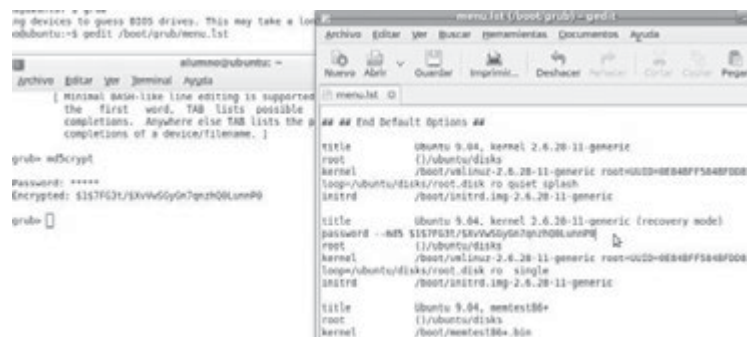 ng devices to guess BIOS drives. This may take a lon
o@ubuntu:~$ gedit /boot/grub/menu.lst
alumno@ubuntu: ~
Archivo Editar Ver Terminal Ayuda
[ Minimal BASH-like line editing is supported
the first word, TAB lists possible
completions. Anywhere else TAB lists the p
completions of a device/filename. ]
grub> md5crypt
Password: *****
Encrypted:
grub>
menu.lst (/boot/grub) - gedit
Archivo Editar Ver Buscar Herramientas Documentos Ayuda
Nuevo Abrir Guardar Imprimir... Deshacer Rehacer Cortar Copiar Pegar
menu.lst
## ## End Default Options ##
title Ubuntu 9.04, kernel 2.6.28-11-generic
root ()/ubuntu/disks
kernel /boot/vmlinuz-2.6.28-11-generic
loop=/ubuntu/disks/root.disk ro quiet splash
initrd /boot/initrd.img-2.6.28-11-generic
title Ubuntu 9.04, kernel 2.6.28-11-generic (recovery mode)
password --md5
root ()/ubuntu/disks
kernel /boot/vmlinuz-2.6.28-11-generic
loop=/ubuntu/disks/root.disk ro single
initrd /boot/initrd.img-2.6.28-11-generic
title Ubuntu 9.04, memtest86+
root ()/ubuntu/disks
kernel /boot/memtest86+.bin